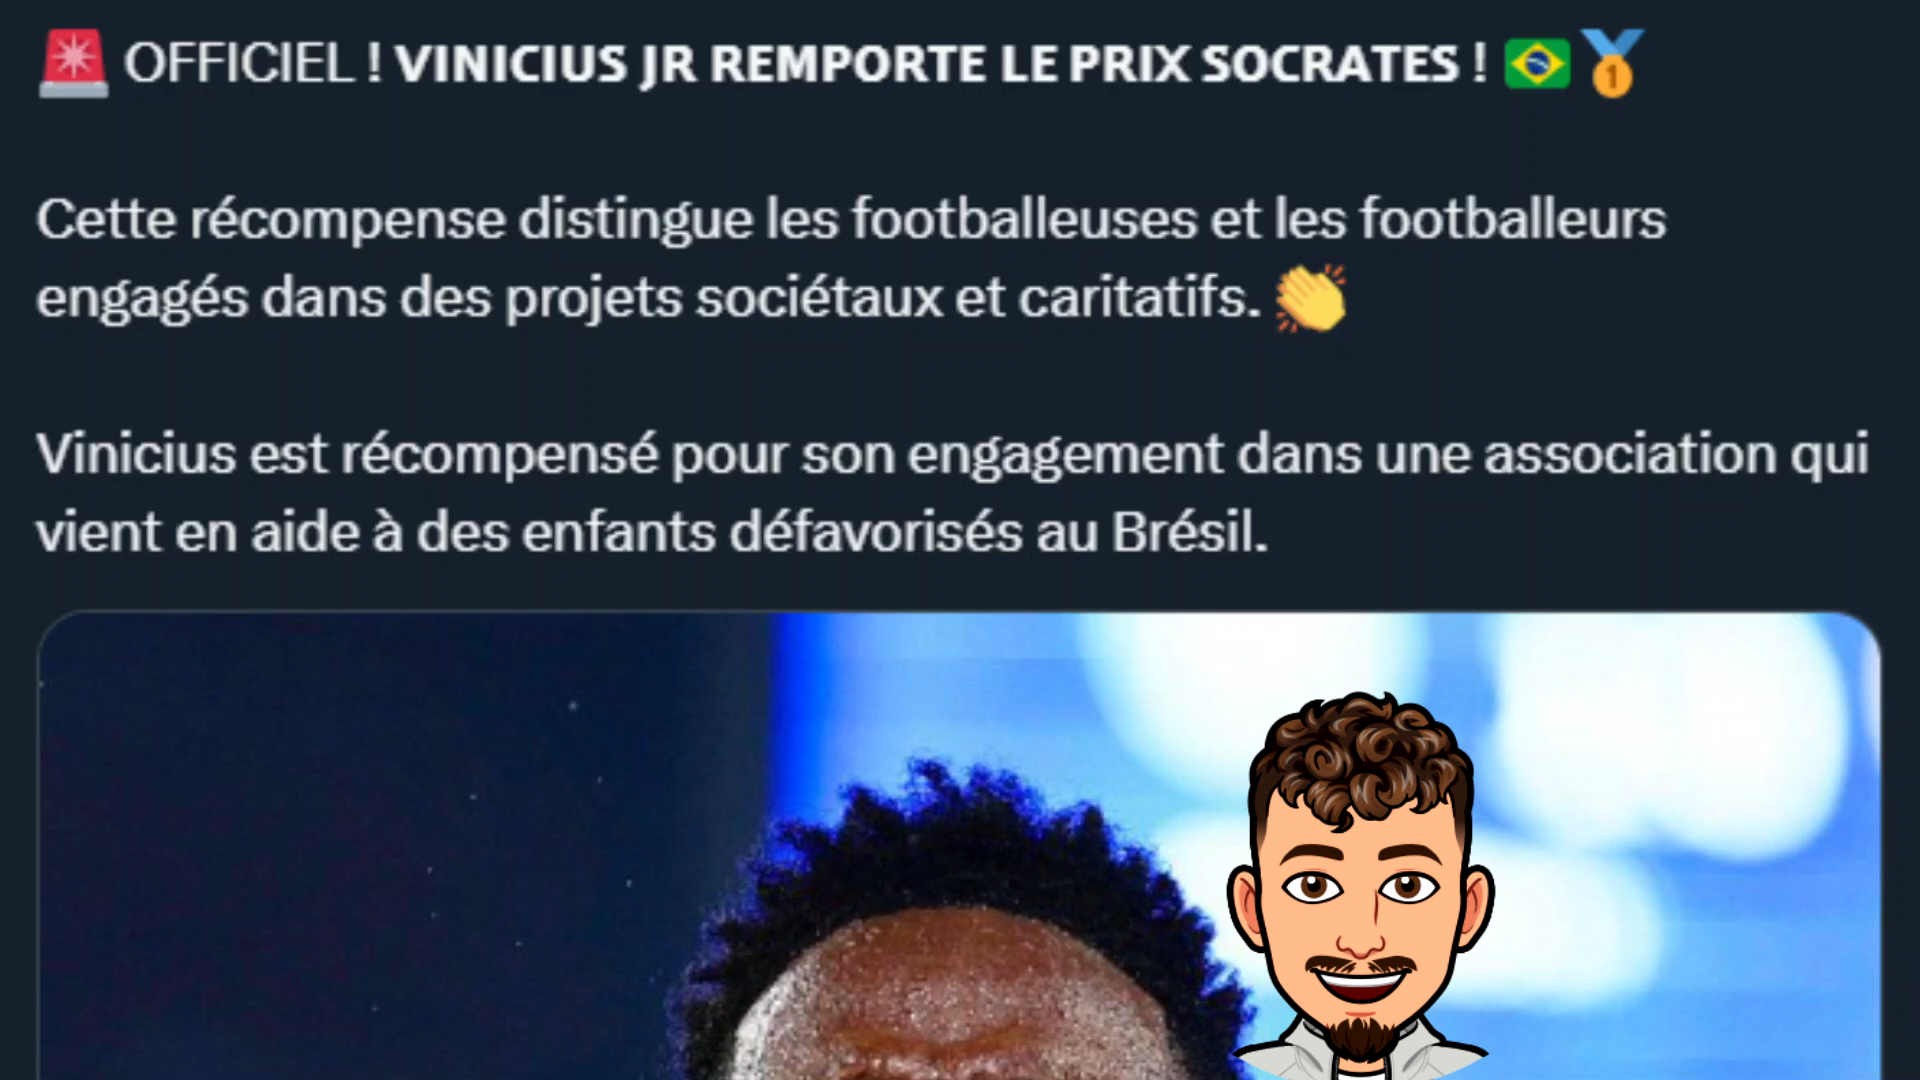 🚨 OFFICIEL ! VINICIUS JR REMPORTE LE PRIX SOCRATES ! 🇧🇷🥇
Cette récompense distingue les footballeuses et les footballeurs
engagés dans des projets sociétaux et caritatifs. 👏
Vinicius est récompensé pour son engagement dans une association qui
vient en aide à des enfants défavorisés au Brésil.